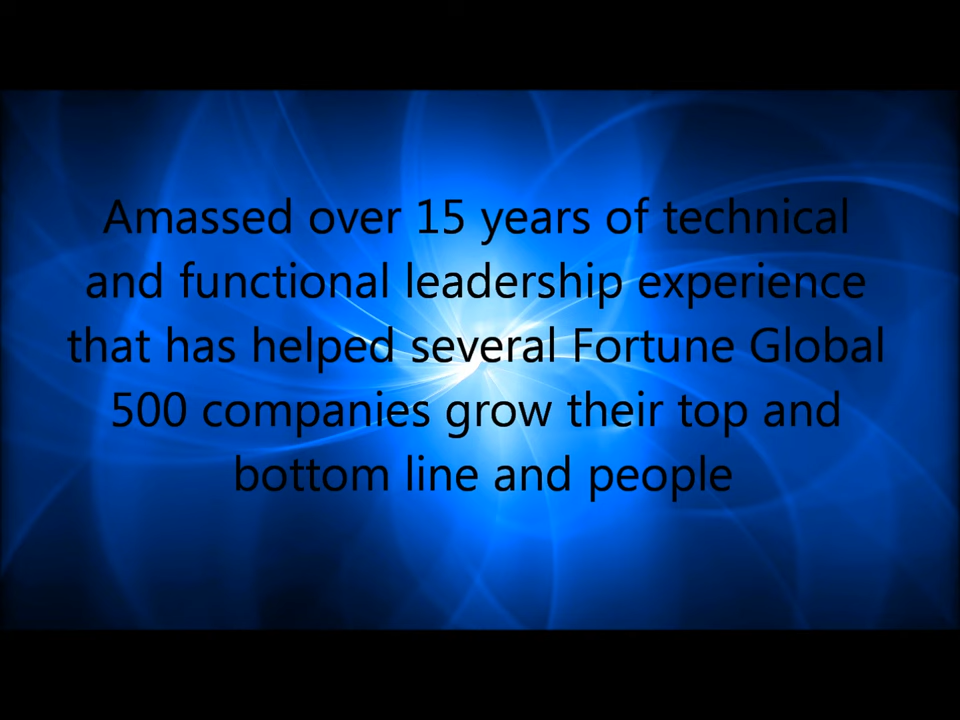 Amassed over 15 years of technical
and functional leadership experience
that has helped several Fortune Global
500 companies grow their top and
bottom line and people